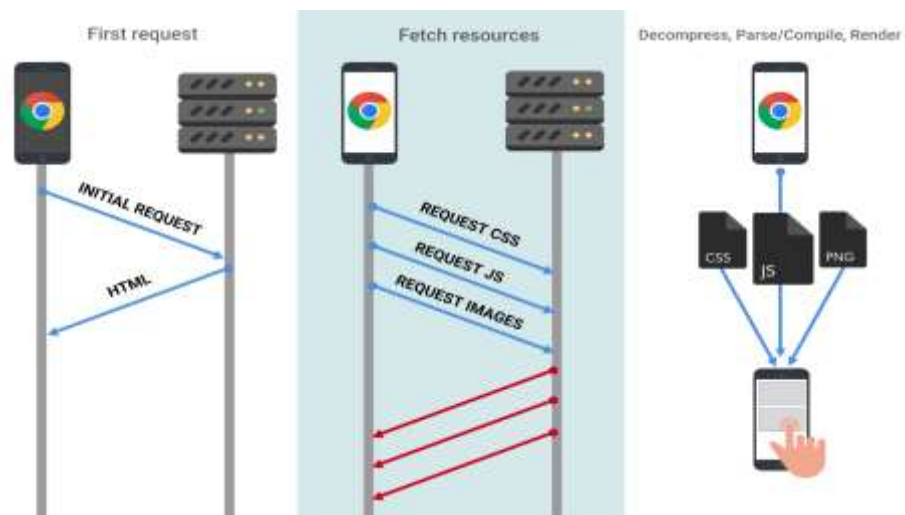 First request
INITIAL REQUEST
HTML
Fetch resources
REQUEST CSS
REQUEST JS
REQUEST IMAGES
Decompress, Parse/Compile, Render
CSS
JS
PNG